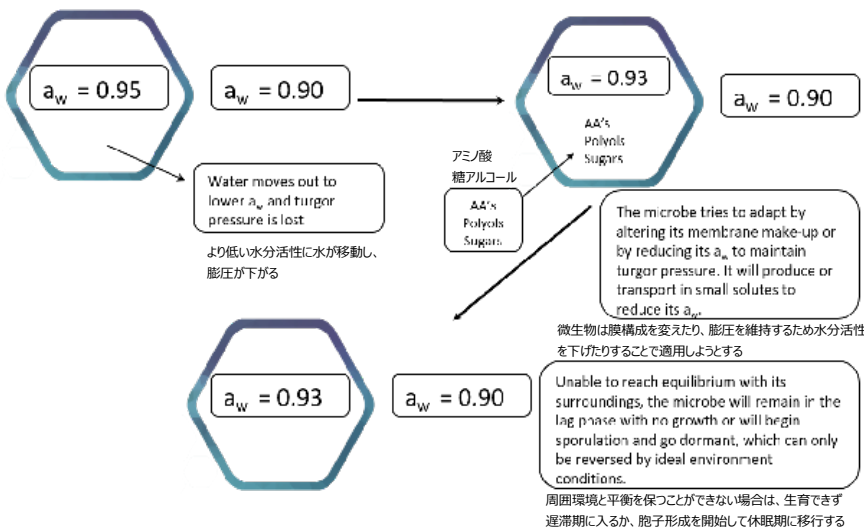 a_w = 0.95
a_w = 0.90
Water moves out to
lower a_w and turgor
pressure is lost
より低い水分活性に水が移動し、
膨圧が下がる
a_w = 0.93
AA's
Polyols
Sugars
a_w = 0.90
アミノ酸
糖アルコール
AA's
Polyols
Sugars
The microbe tries to adapt by
altering its membrane make-up or
by reducing its a_w to maintain
turgor pressure. It will produce or
transport in small solutes to
reduce its a_w.
微生物は膜構成を変えたり、膨圧を維持するため水分活性
を下げたりすることで適用しようとする
a_w = 0.93
a_w = 0.90
Unable to reach equilibrium with its
surroundings, the microbe will remain in the
lag phase with no growth or will begin
sporulation and go dormant, which can only
be reversed by ideal environment
conditions.
周囲環境と平衡を保つことができない場合は、生育できず
遅滞期に入るか、胞子形成を開始して休眠期に移行する